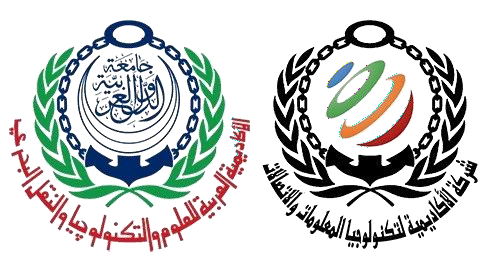 جامعة
الدول العربية
الأكاديمية العربية للعلوم والتكنولوجيا والنقل البحري
شركة الأكاديمية لتكنولوجيا المعلومات والاتصالات